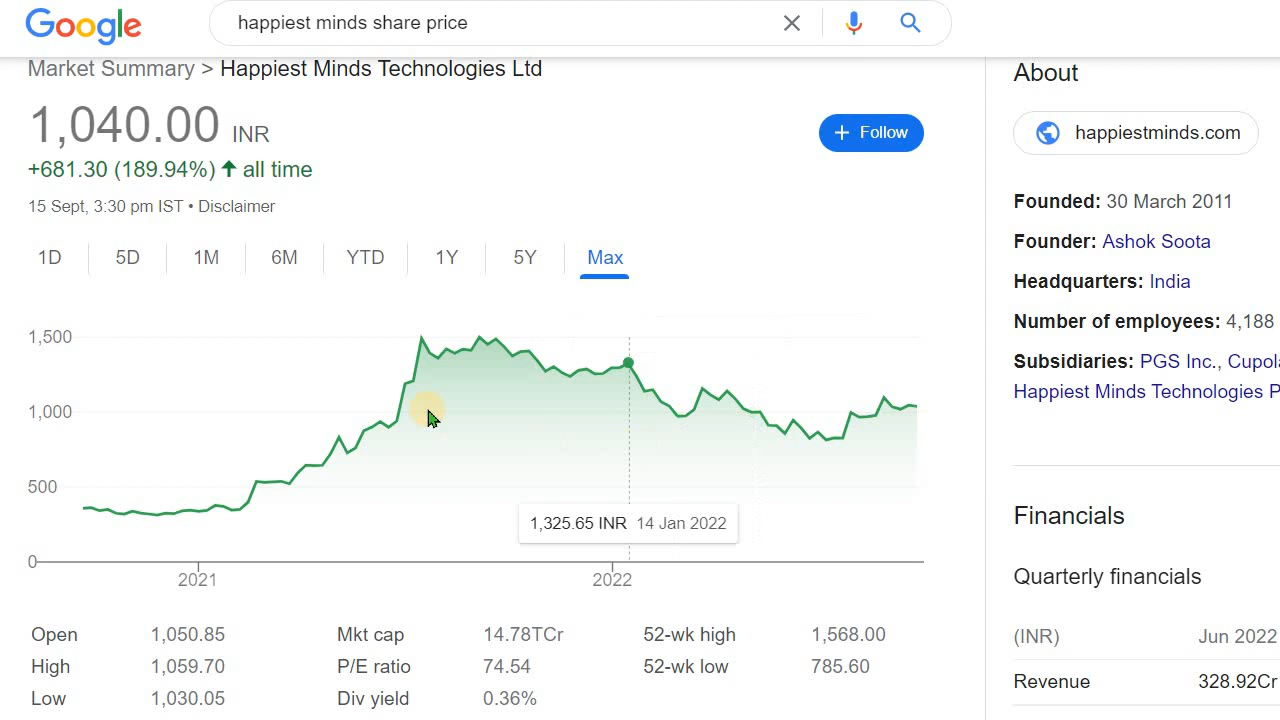 Google
happiest minds share price
Market Summary > Happiest Minds Technologies Ltd
1,040.00 INR
+ Follow
+681.30 (189.94%) ↑ all time
15 Sept, 3:30 pm IST • Disclaimer
1D 5D 1M 6M YTD 1Y 5Y Max
1,500
1,000
500
0
1,325.65 INR 14 Jan 2022
2021 2022
Open 1,050.85 Mkt cap 14.78TCr 52-wk high 1,568.00
High 1,059.70 P/E ratio 74.54 52-wk low 785.60
Low 1,030.05 Div yield 0.36%
About
happiestminds.com
Founded: 30 March 2011
Founder: Ashok Soota
Headquarters: India
Number of employees: 4,188
Subsidiaries: PGS Inc., Cupola
Happiest Minds Technologies P
Financials
Quarterly financials
(INR) Jun 2022
Revenue 328.92Cr